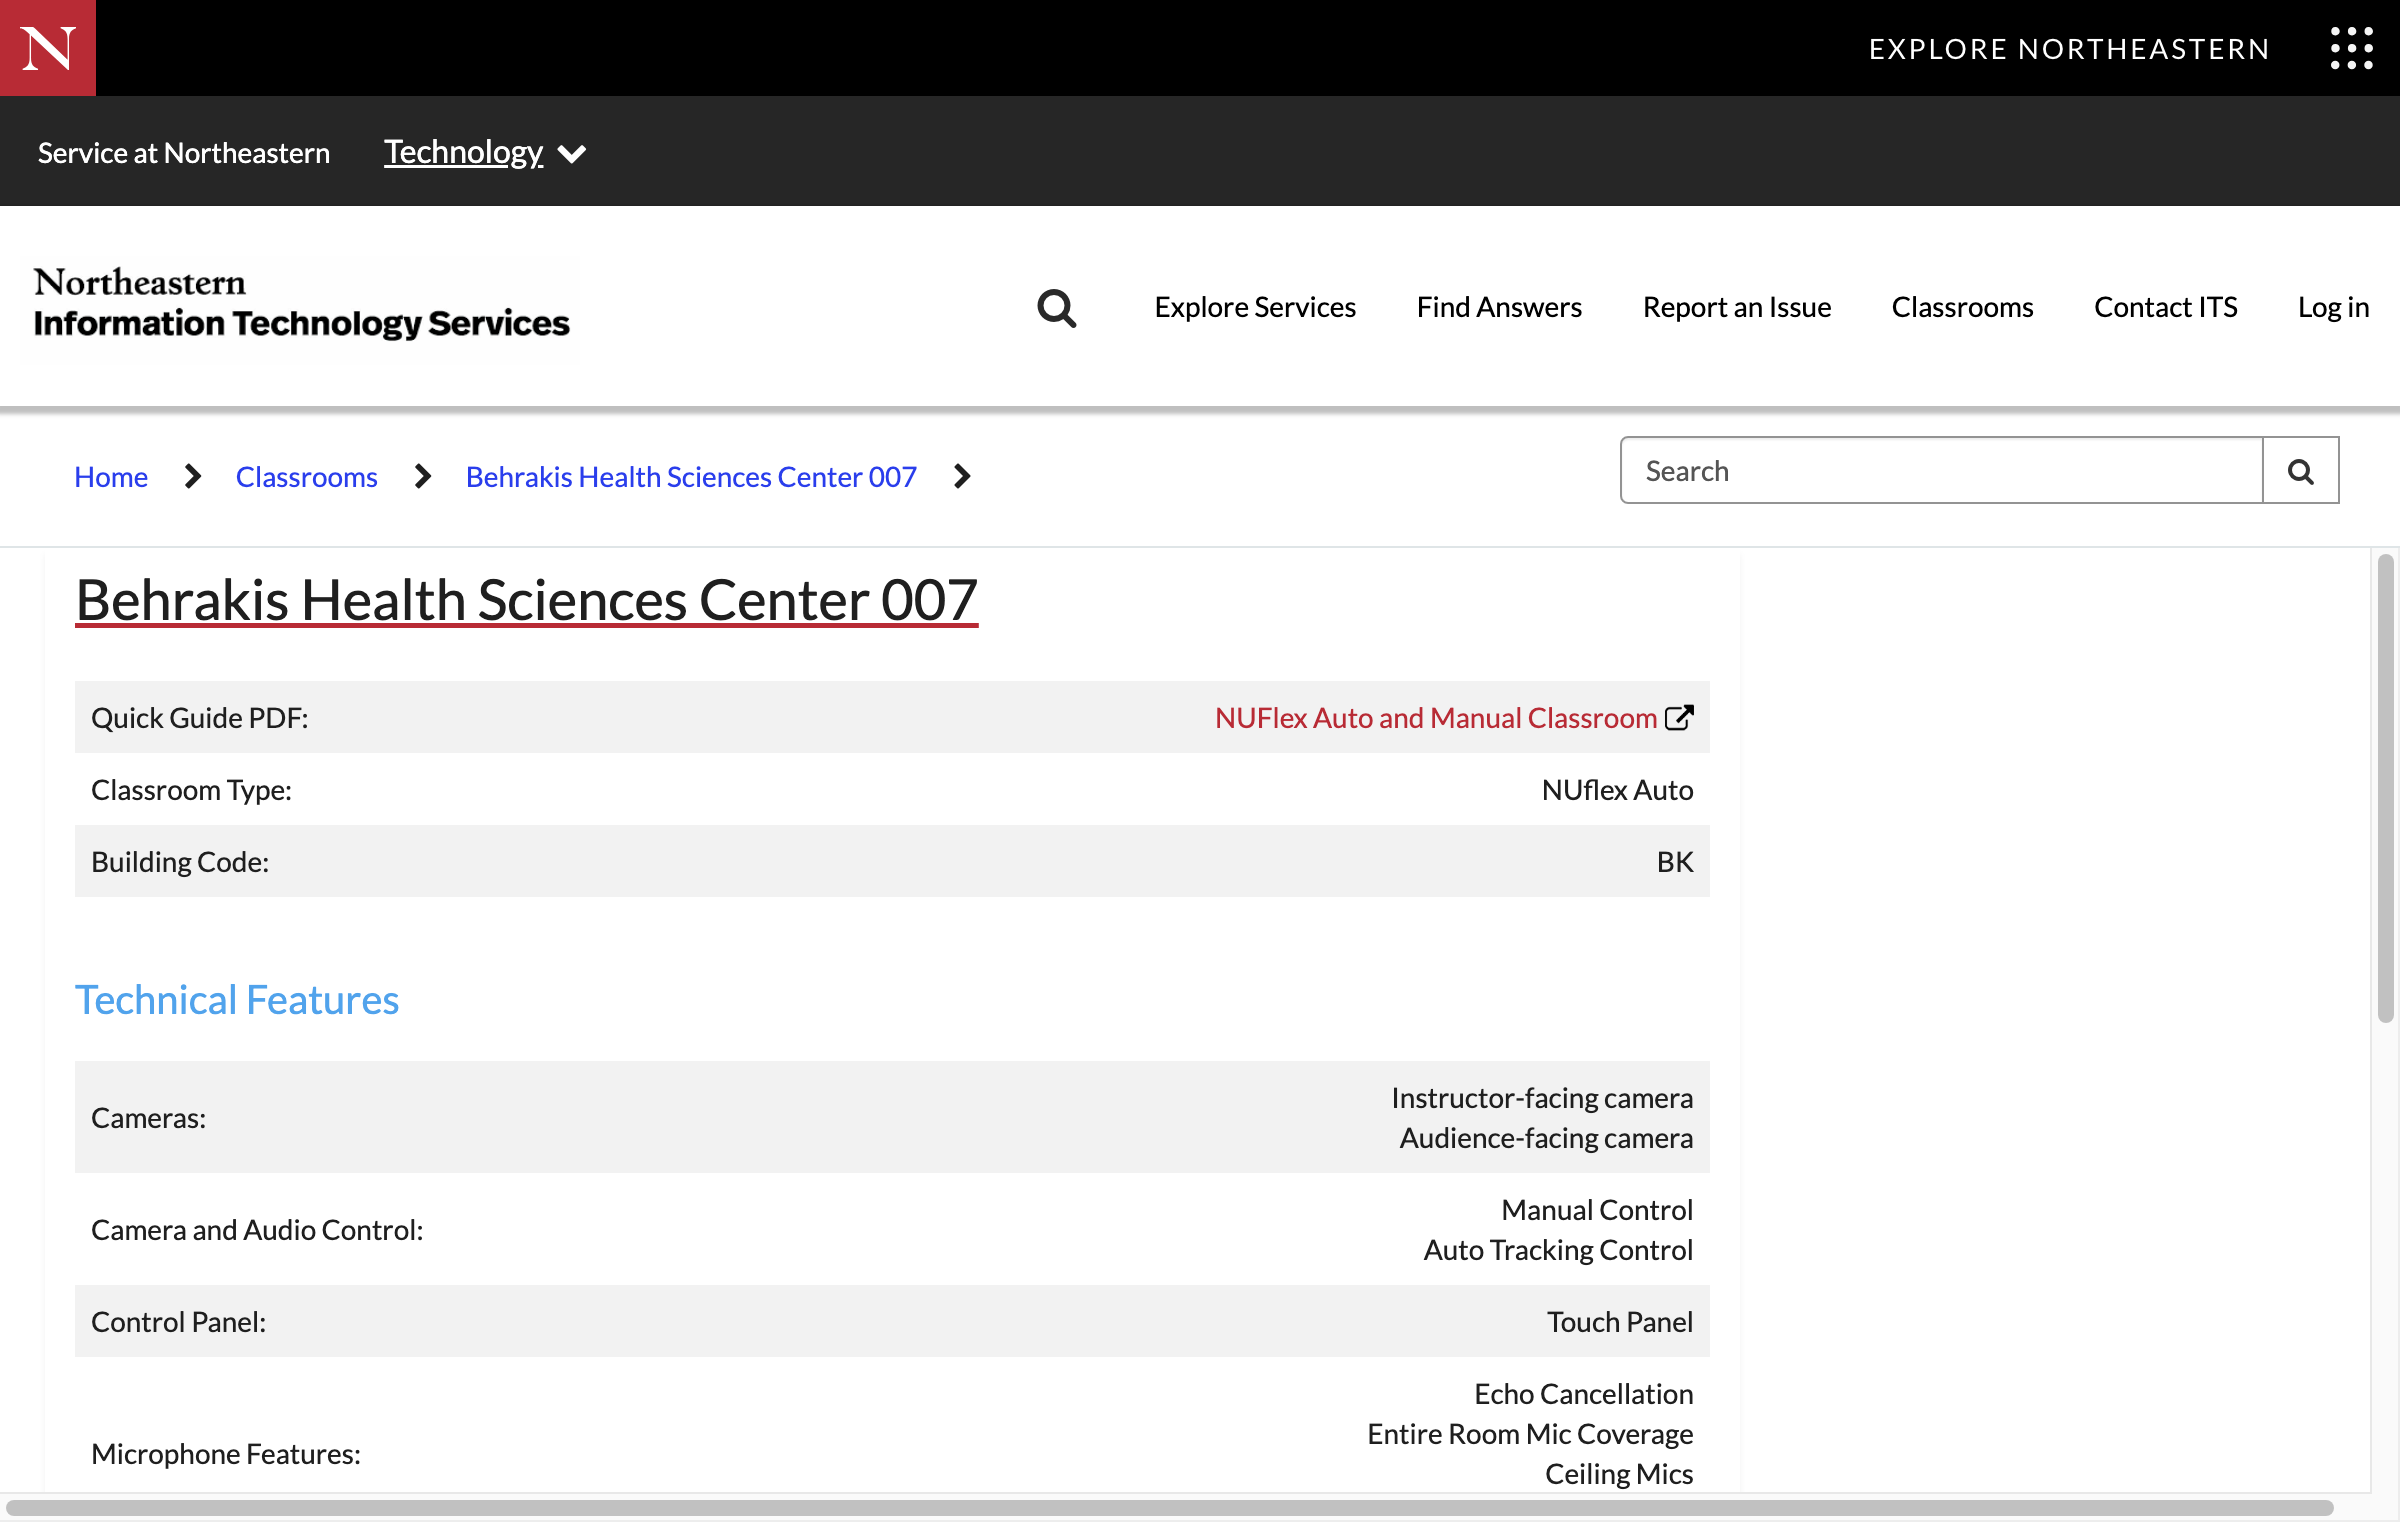 N
EXPLORE NORTHEASTERN
Service at Northeastern
Technology
Northeastern
Information Technology Services
Explore Services
Find Answers
Report an Issue
Classrooms
Contact ITS
Log in
Home
Classrooms
Behrakis Health Sciences Center 007
Search
Behrakis Health Sciences Center 007
Quick Guide PDF:
NUFlex Auto and Manual Classroom
Classroom Type:
NUflex Auto
Building Code:
BK
Technical Features
Cameras:
Instructor-facing camera
Audience-facing camera
Camera and Audio Control:
Manual Control
Auto Tracking Control
Control Panel:
Touch Panel
Microphone Features:
Echo Cancellation
Entire Room Mic Coverage
Ceiling Mics